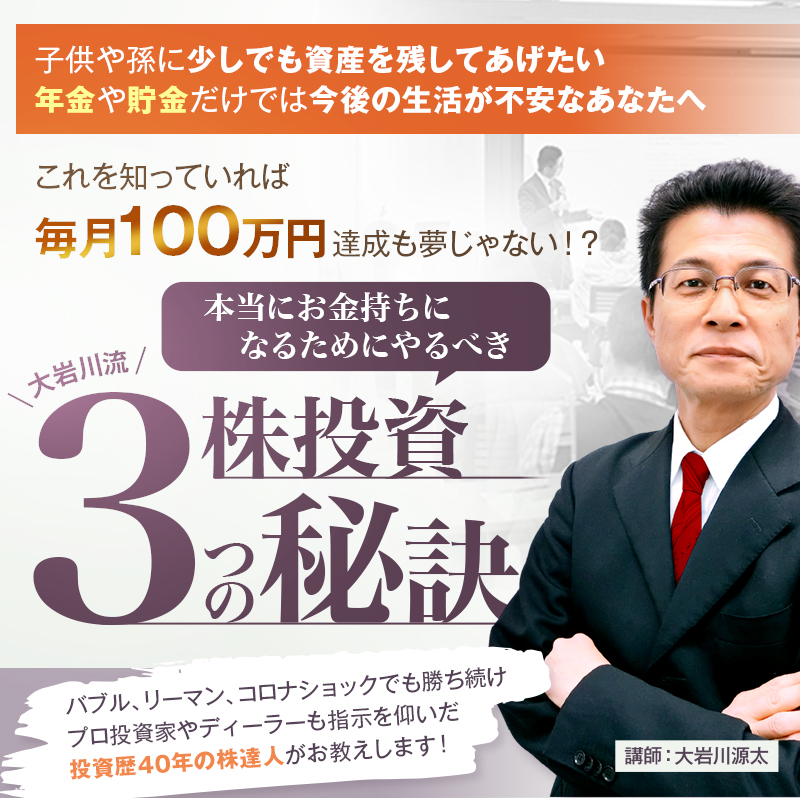 子供や孫に少しでも資産を残してあげたい
年金や貯金だけでは今後の生活が不安なあなたへ
これを知っていれば
毎月100万円達成も夢じゃない！？
本当にお金持ちに
なるためにやるべき
大岩川流
株投資
3つの秘訣
バブル、リーマン、コロナショックでも勝ち続け
プロ投資家やディーラーも指示を仰いだ
投資歴40年の株達人がお教えします！
講師：大岩川源太